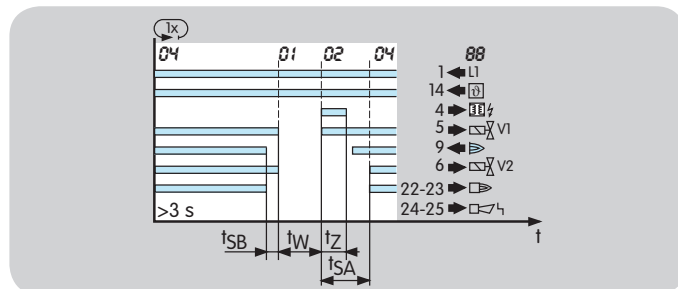 1x
04 01 02 04 88
1 L1
14 ϑ
4
5 V1
9
6 V2
22-23
24-25
>3 s
t
tSB tW tZ
tSA